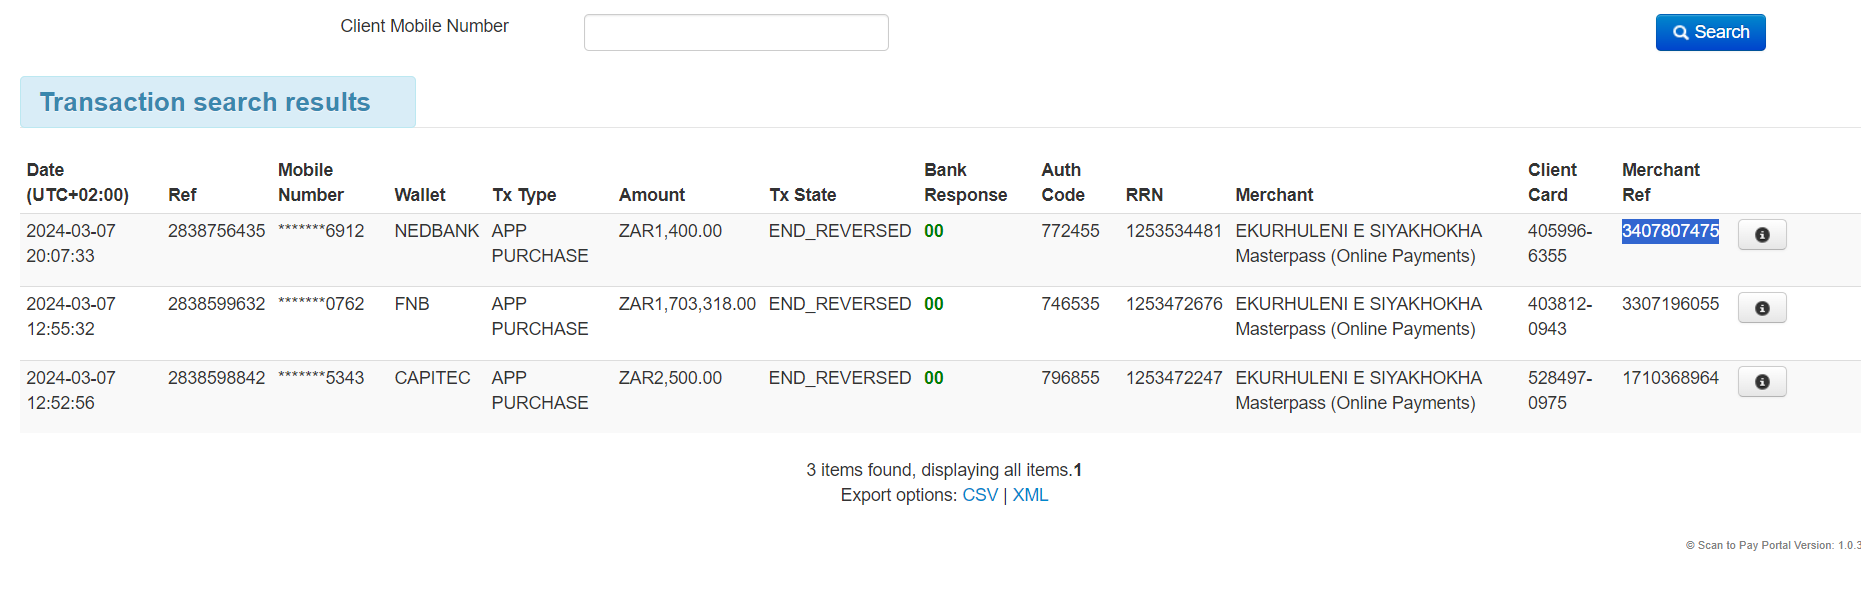 Client Mobile Number
Search
Transaction search results
Date (UTC+02:00) Ref Mobile Number Wallet Tx Type Amount Tx State Bank Response Auth Code RRN Merchant Client Card Merchant Ref
2024-03-07 2838756435 *******6912 NEDBANK APP ZAR1,400.00 END_REVERSED 00 772455 1253534481 EKURHULENI E SIYAKHOKHA 405996- 3407807475
20:07:33 PURCHASE Masterpass (Online Payments) 6355
2024-03-07 2838599632 *******0762 FNB APP ZAR1,703,318.00 END_REVERSED 00 746535 1253472676 EKURHULENI E SIYAKHOKHA 403812- 3307196055
12:55:32 PURCHASE Masterpass (Online Payments) 0943
2024-03-07 2838598842 *******5343 CAPITEC APP ZAR2,500.00 END_REVERSED 00 796855 1253472247 EKURHULENI E SIYAKHOKHA 528497- 1710368964
12:52:56 PURCHASE Masterpass (Online Payments) 0975
3 items found, displaying all items.1
Export options: CSV | XML
© Scan to Pay Portal Version: 1.0.3